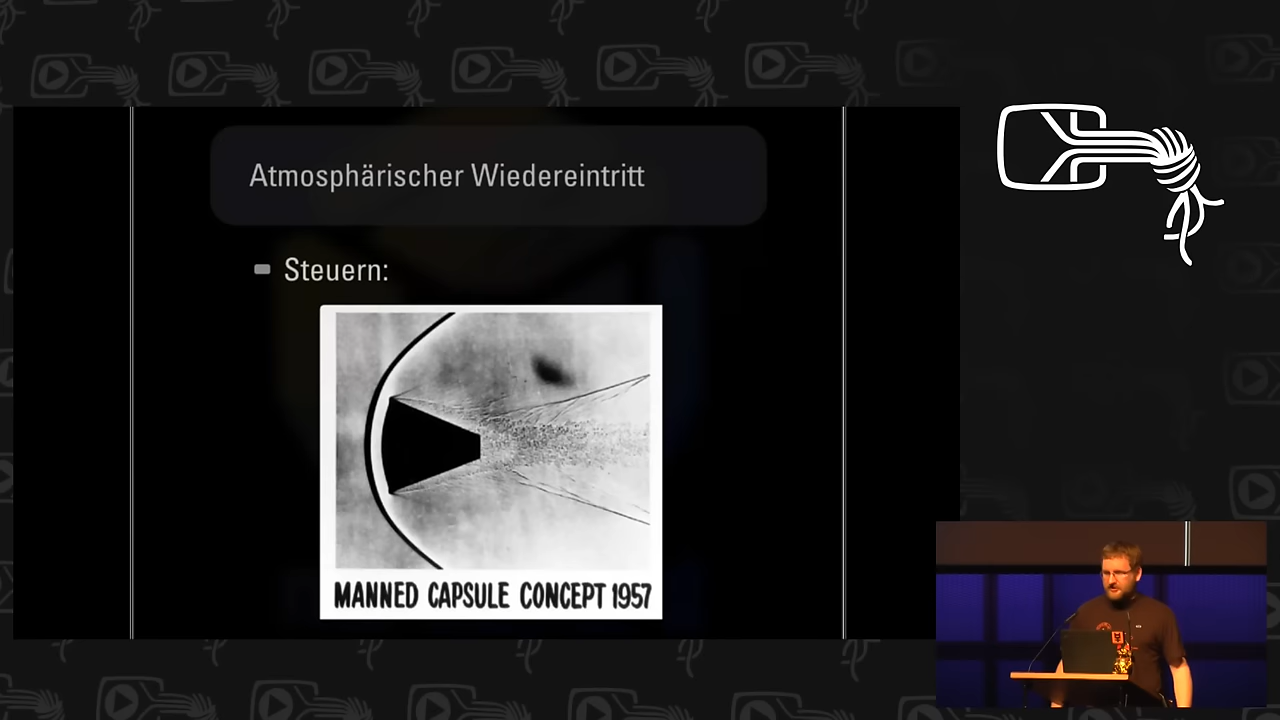 Atmosphärischer Wiedereintritt
Steuern:
MANNED CAPSULE CONCEPT 1957